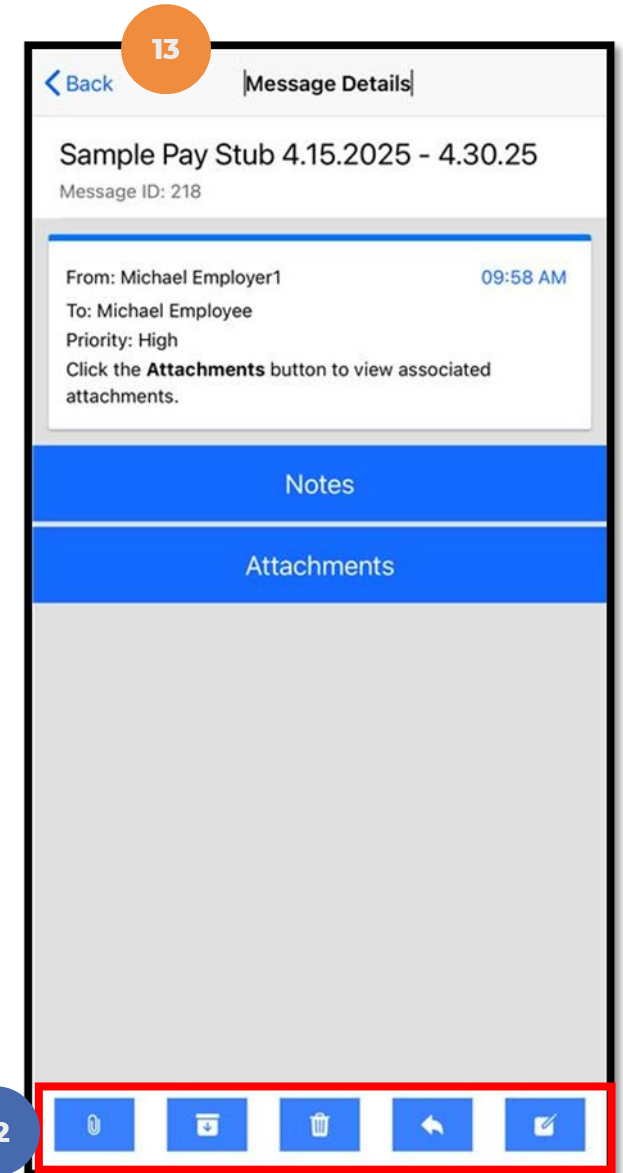 13
Back
Message Details
Sample Pay Stub 4.15.2025 - 4.30.25
Message ID: 218
From: Michael Employer1
09:58 AM
To: Michael Employee
Priority: High
Click the Attachments button to view associated
attachments.
Notes
Attachments
2